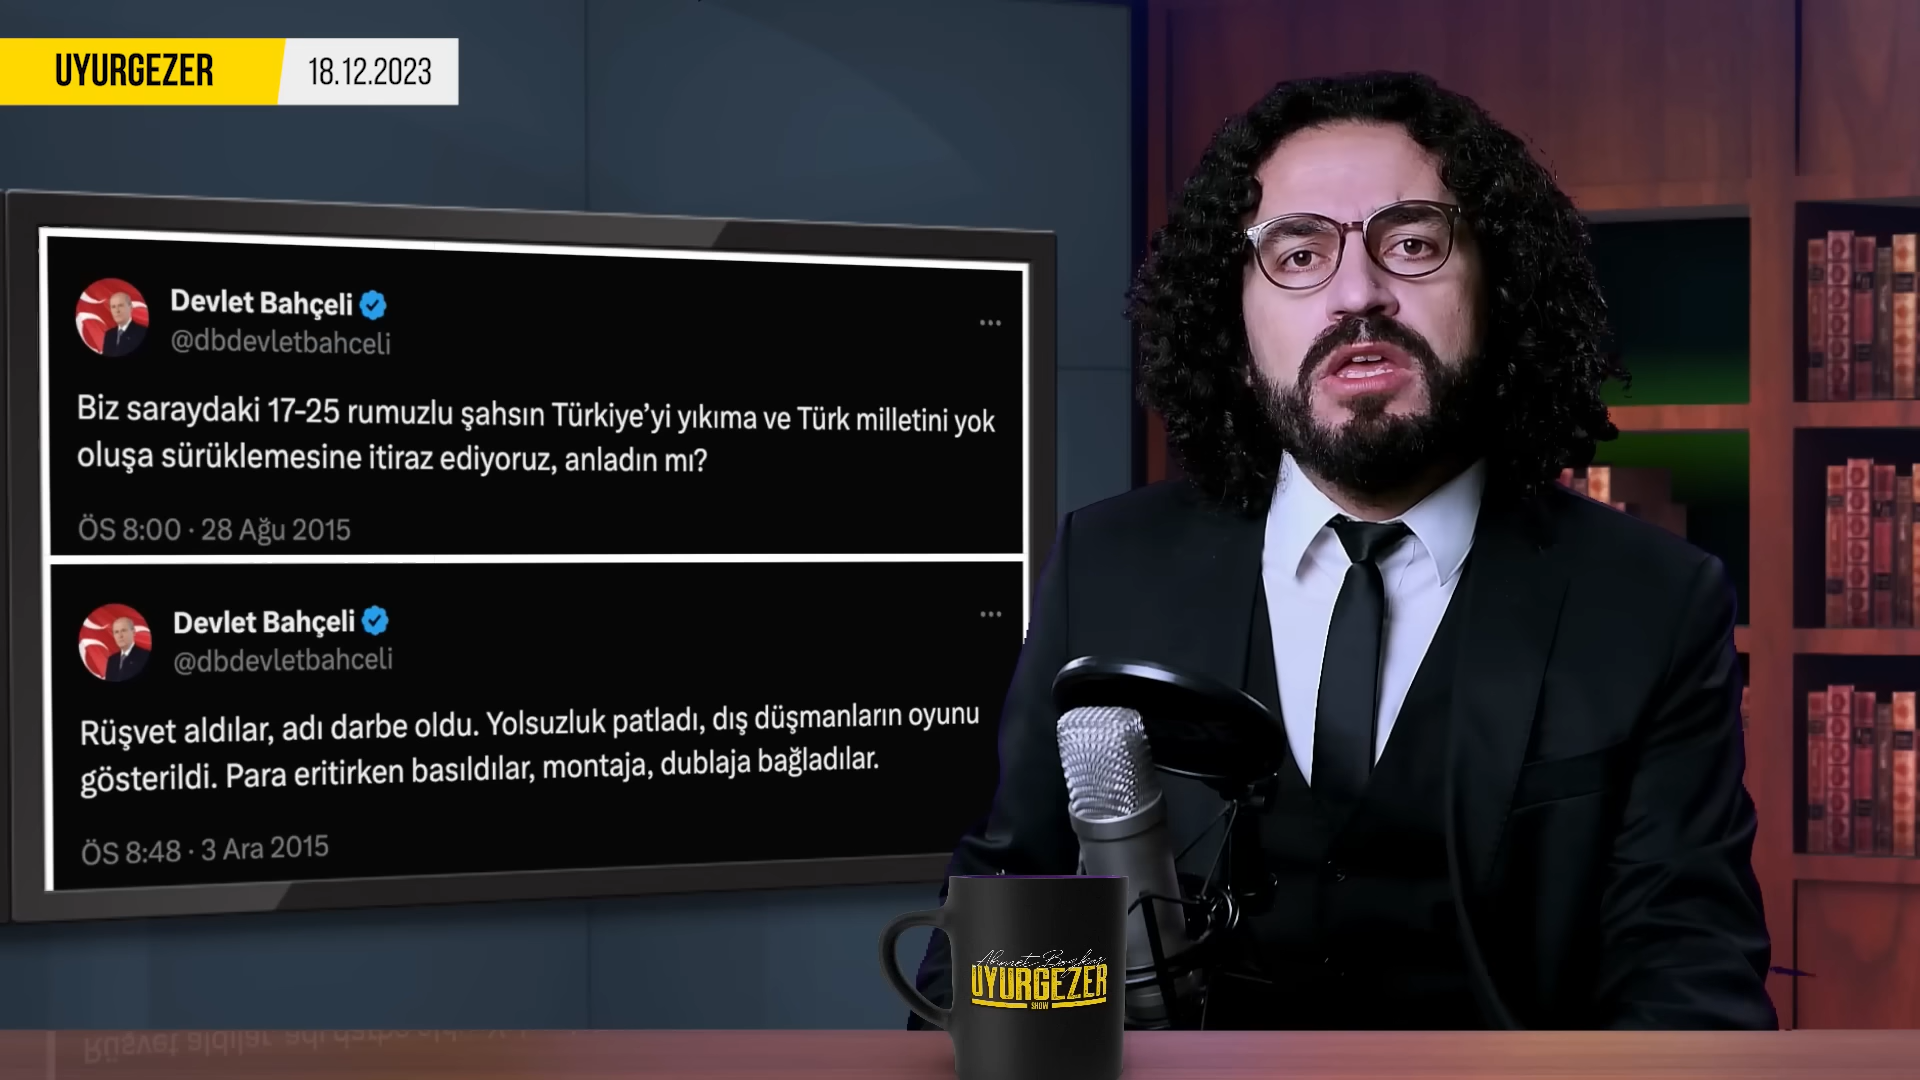 UYURGEZER
18.12.2023
Devlet Bahçeli
@dbdevletbahceli
Biz saraydaki 17-25 rumuzlu şahsın Türkiye'yi yıkıma ve Türk milletini yok
oluşa sürüklemesine itiraz ediyoruz, anladın mı?
ÖS 8:00 · 28 Ağu 2015
Devlet Bahçeli
@dbdevletbahceli
Rüşvet aldılar, adı darbe oldu. Yolsuzluk patladı, dış düşmanların oyunu
gösterildi. Para eritirken basıldılar, montaja, dublaja bağladılar.
ÖS 8:48 · 3 Ara 2015
UYURGEZER
SHOW